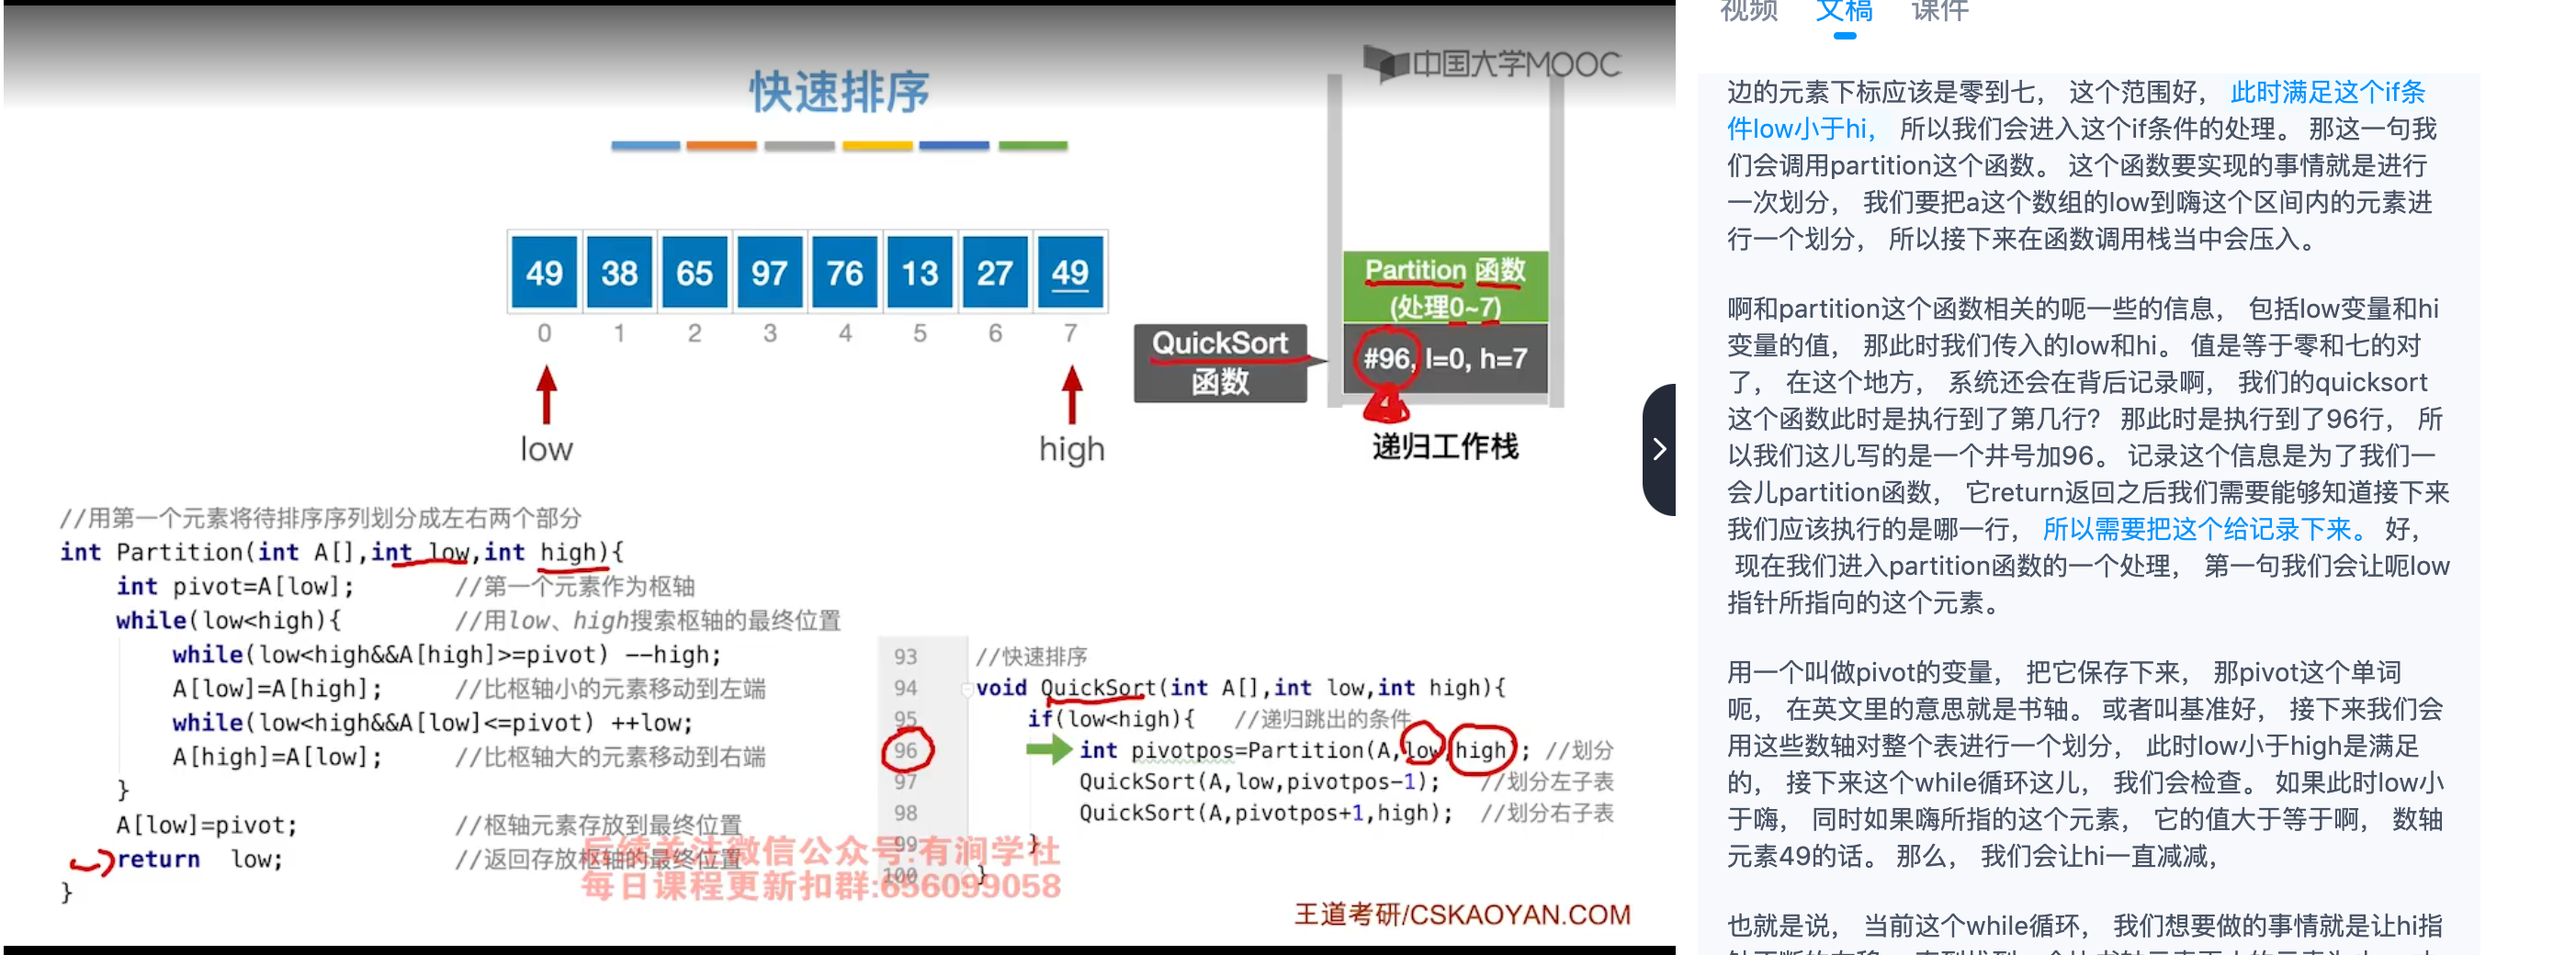 中国大学MOOC
快速排序
49 38 65 97 76 13 27 49
0 1 2 3 4 5 6 7
low
high
Partition 函数
(处理0~7)
QuickSort
函数
#96, l=0, h=7
递归工作栈
//用第一个元素将待排序序列划分成左右两个部分
int Partition(int A[],int low,int high){
int pivot=A[low]; //第一个元素作为枢轴
while(low<high){ //用low、high搜索枢轴的最终位置
while(low<high&&A[high]>=pivot) --high;
A[low]=A[high]; //比枢轴小的元素移动到左端
while(low<high&&A[low]<=pivot) ++low;
A[high]=A[low]; //比枢轴大的元素移动到右端
}
A[low]=pivot; //枢轴元素存放到最终位置
return low; //返回存放枢轴的最终位置
}
93 //快速排序
94 void QuickSort(int A[],int low,int high){
95 if(low<high){ //递归跳出的条件
96 int pivotpos=Partition(A,low,high); //划分
97 QuickSort(A,low,pivotpos-1); //划分左子表
98 QuickSort(A,pivotpos+1,high); //划分右子表
99 }
100 }
后续关注微信公众号:有涧学社
每日课程更新扣群:656099058
王道考研/CSKAOYAN.COM
视频 文稿 课件
边的元素下标应该是零到七， 这个范围好， 此时满足这个if条
件low小于hi， 所以我们会进入这个if条件的处理。 那这一句我
们会调用partition这个函数。 这个函数要实现的事情就是进行
一次划分， 我们要把a这个数组的low到嗨这个区间内的元素进
行一个划分， 所以接下来在函数调用栈当中会压入。
啊和partition这个函数相关的呃一些的信息， 包括low变量和hi
变量的值， 那此时我们传入的low和hi。 值是等于零和七的对
了， 在这个地方， 系统还会在背后记录啊， 我们的quicksort
这个函数此时是执行到了第几行? 那此时是执行到了96行， 所
以我们这儿写的是一个井号加96。 记录这个信息是为了我们一
会儿partition函数， 它return返回之后我们需要能够知道接下来
我们应该执行的是哪一行， 所以需要把这个给记录下来。 好，
现在我们进入partition函数的一个处理， 第一句我们会让呃low
指针所指向的这个元素。
用一个叫做pivot的变量， 把它保存下来， 那pivot这个单词
呃， 在英文里的意思就是书轴。 或者叫基准好， 接下来我们会
用这些数轴对整个表进行一个划分， 此时low小于high是满足
的， 接下来这个while循环这儿， 我们会检查。 如果此时low小
于嗨， 同时如果嗨所指的这个元素， 它的值大于等于啊， 数轴
元素49的话。 那么， 我们会让hi一直减减，
也就是说， 当前这个while循环， 我们想要做的事情就是让hi指